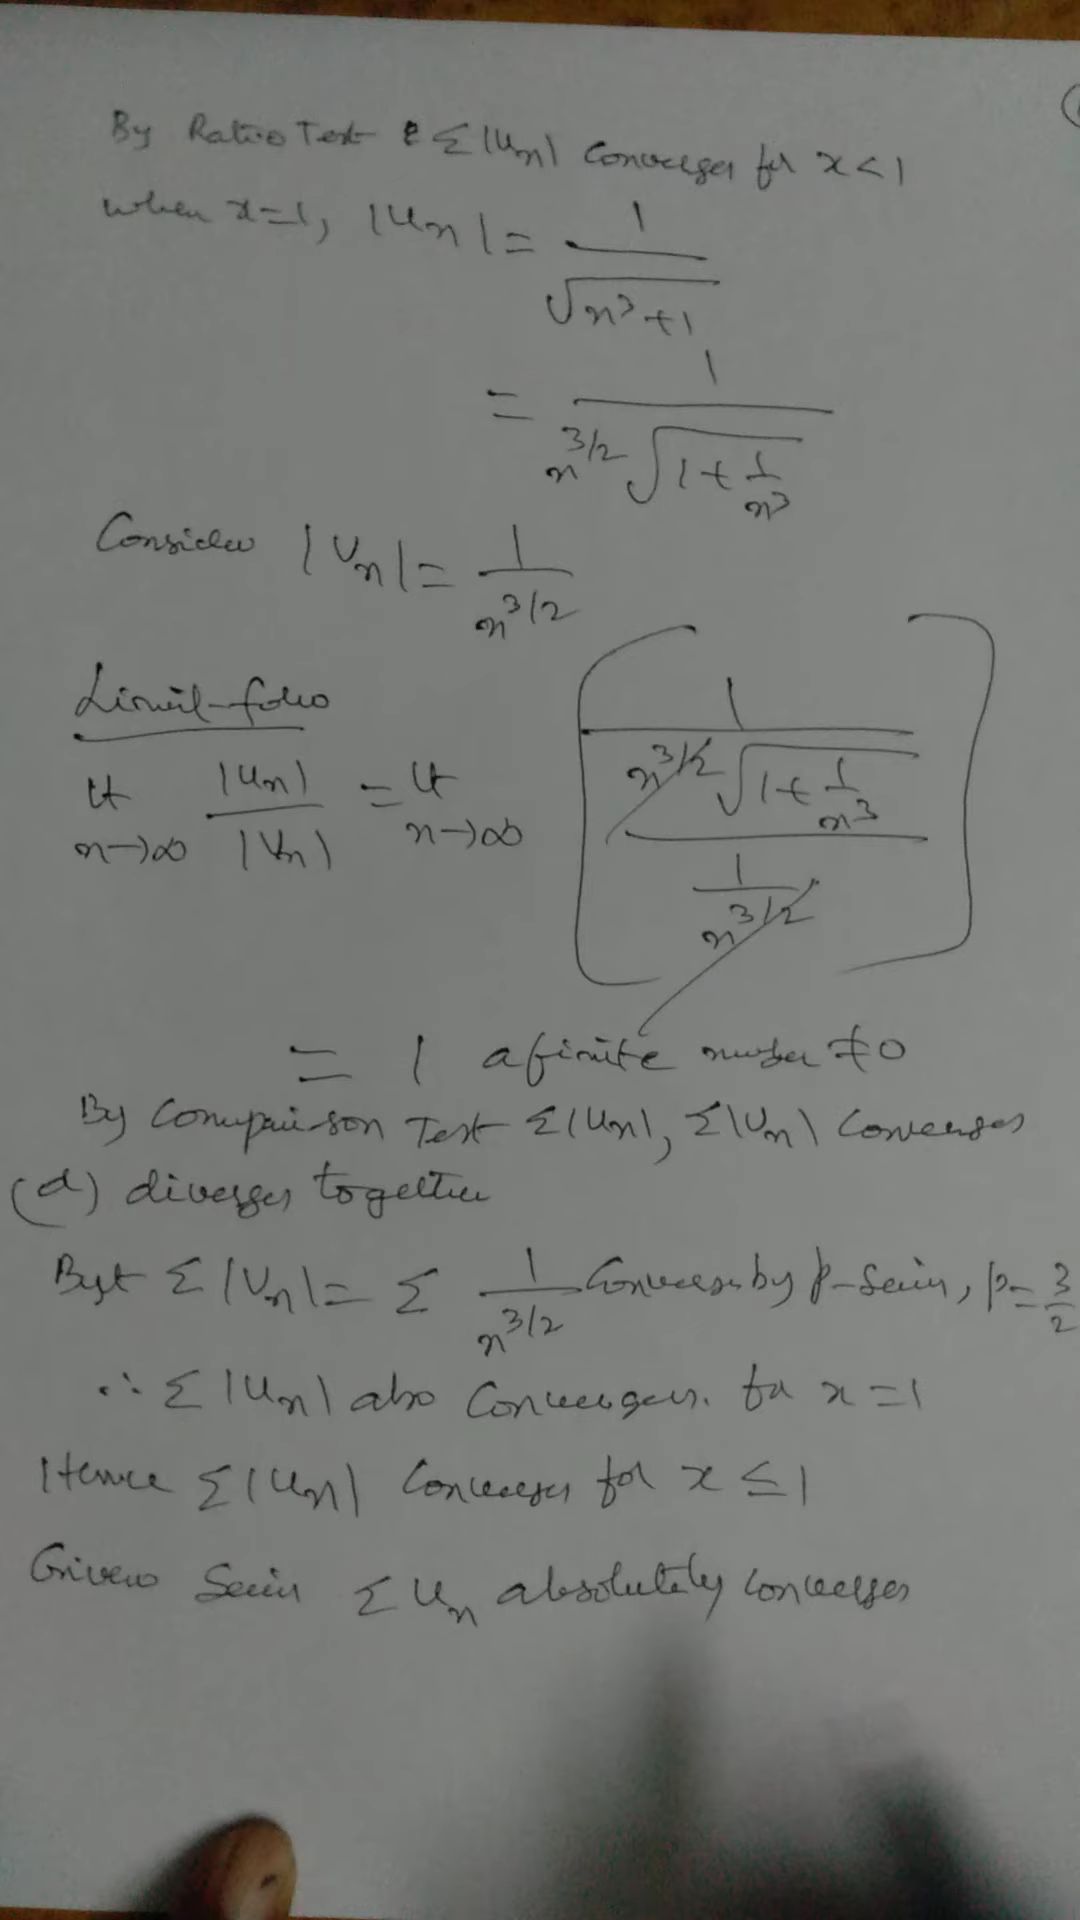 By Ratio Test Σ|un| Converges for x<1
when x=1, |un| = 1
√n³+1
= 1
n^3/2 √1+1/n³
Consider |Vn| = 1
n^3/2
Limit form
lt |un| = lt [ 1
n→∞ |Vn| n→∞ n^3/2 √1+1/n³
1
n^3/2 ]
= 1 a finite number ≠0
By Comparison Test Σ|un|, Σ|Vn| Converges
(or) diverges together
But Σ|Vn| = Σ 1/n^3/2 Converges by p-series, p=3/2
∴ Σ|un| also Converges. for x=1
Hence Σ|un| Converges for x ≤ 1
Given Series Σun absolutely converges